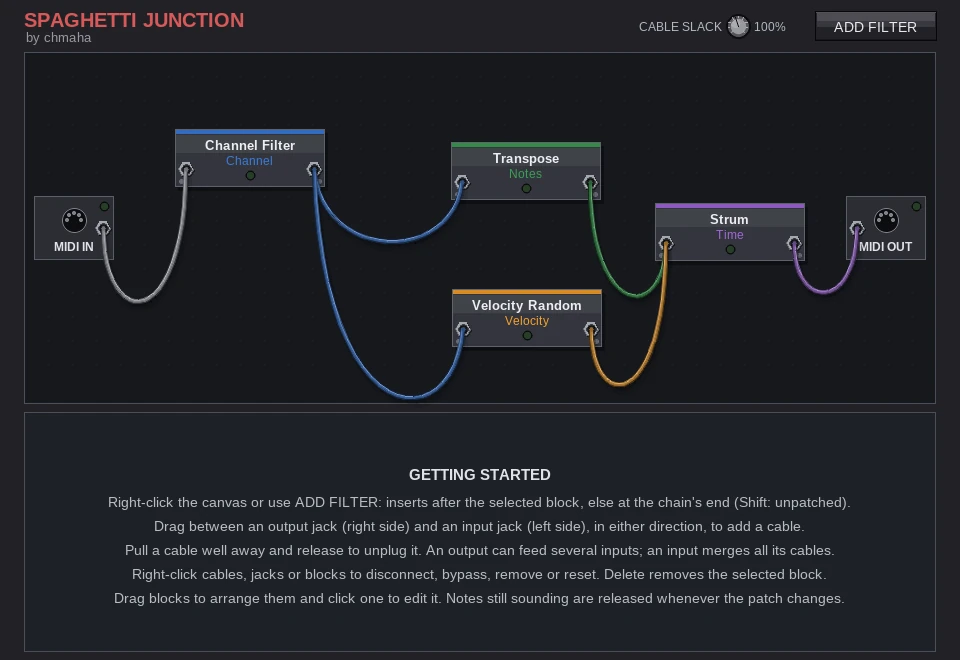 SPAGHETTI JUNCTION
by chmaha
CABLE SLACK 100%
ADD FILTER
Channel Filter
Channel
Transpose
Notes
MIDI IN
Strum
Time
MIDI OUT
Velocity Random
Velocity
GETTING STARTED
Right-click the canvas or use ADD FILTER: inserts after the selected block, else at the chain's end (Shift: unpatched).
Drag between an output jack (right side) and an input jack (left side), in either direction, to add a cable.
Pull a cable well away and release to unplug it. An output can feed several inputs; an input merges all its cables.
Right-click cables, jacks or blocks to disconnect, bypass, remove or reset. Delete removes the selected block.
Drag blocks to arrange them and click one to edit it. Notes still sounding are released whenever the patch changes.